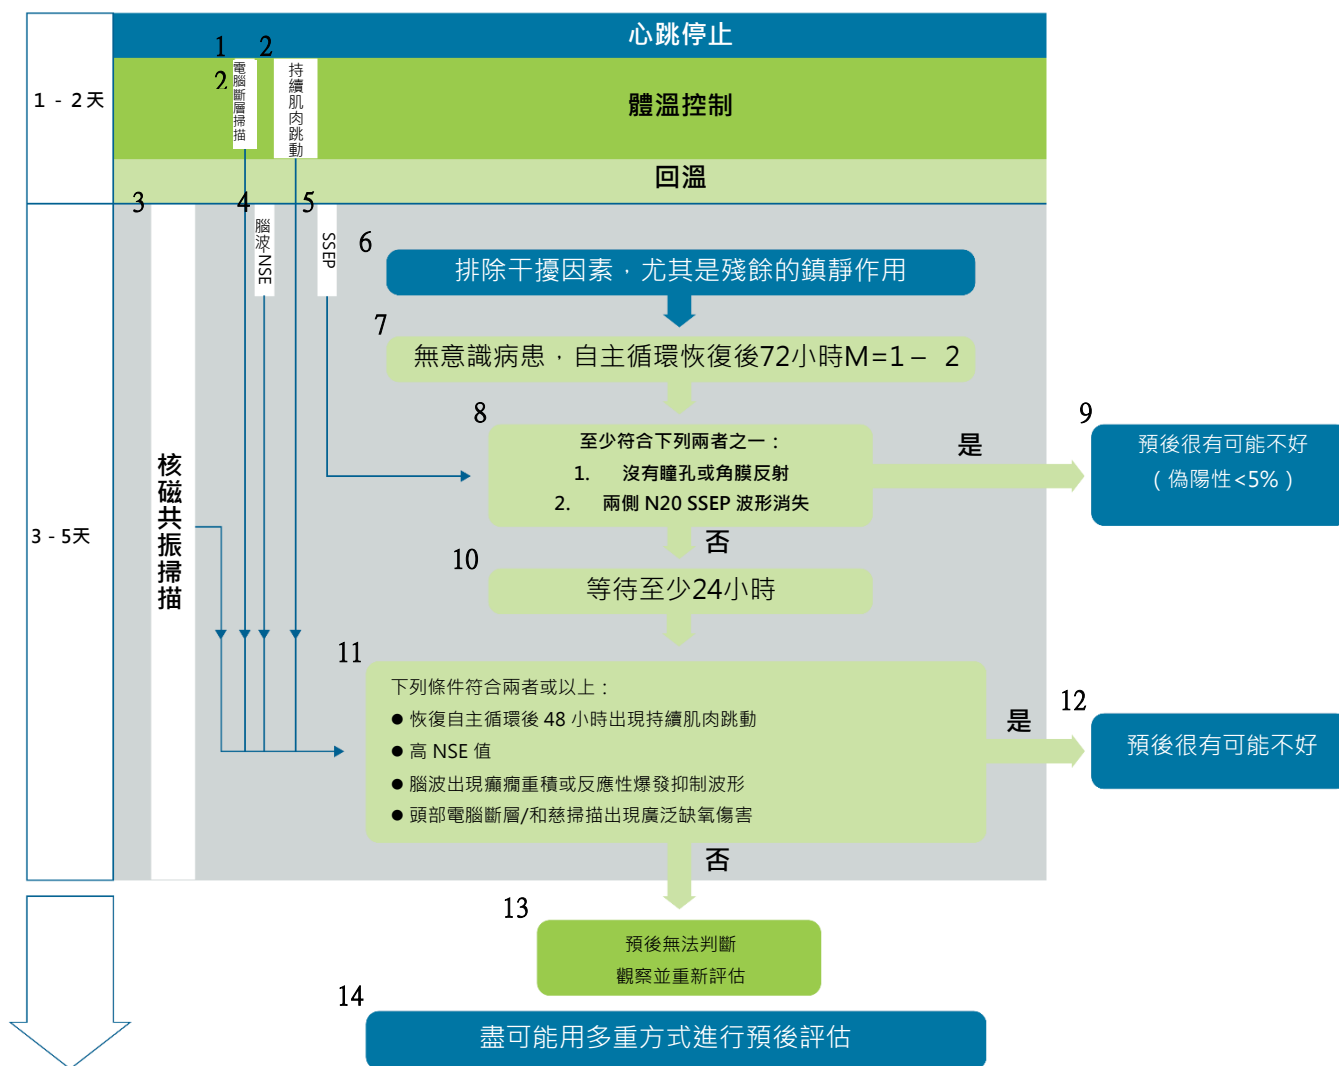 心跳停止
1 2
2
電腦斷層掃描
持續肌肉跳動
1 - 2天
體溫控制
回溫
3
4
5
核磁共振掃描
腦波-NSE
SSEP
3 - 5天
6
排除干擾因素，尤其是殘餘的鎮靜作用
7
無意識病患，自主循環恢復後72小時M=1 – 2
8
至少符合下列兩者之一：
1. 沒有瞳孔或角膜反射
2. 兩側 N20 SSEP 波形消失
是
9
預後很有可能不好
（偽陽性<5%）
否
10
等待至少24小時
11
下列條件符合兩者或以上：
● 恢復自主循環後 48 小時出現持續肌肉跳動
● 高 NSE 值
● 腦波出現癲癇重積或反應性爆發抑制波形
● 頭部電腦斷層/和慈掃描出現廣泛缺氧傷害
是
12
預後很有可能不好
否
13
預後無法判斷
觀察並重新評估
14
盡可能用多重方式進行預後評估